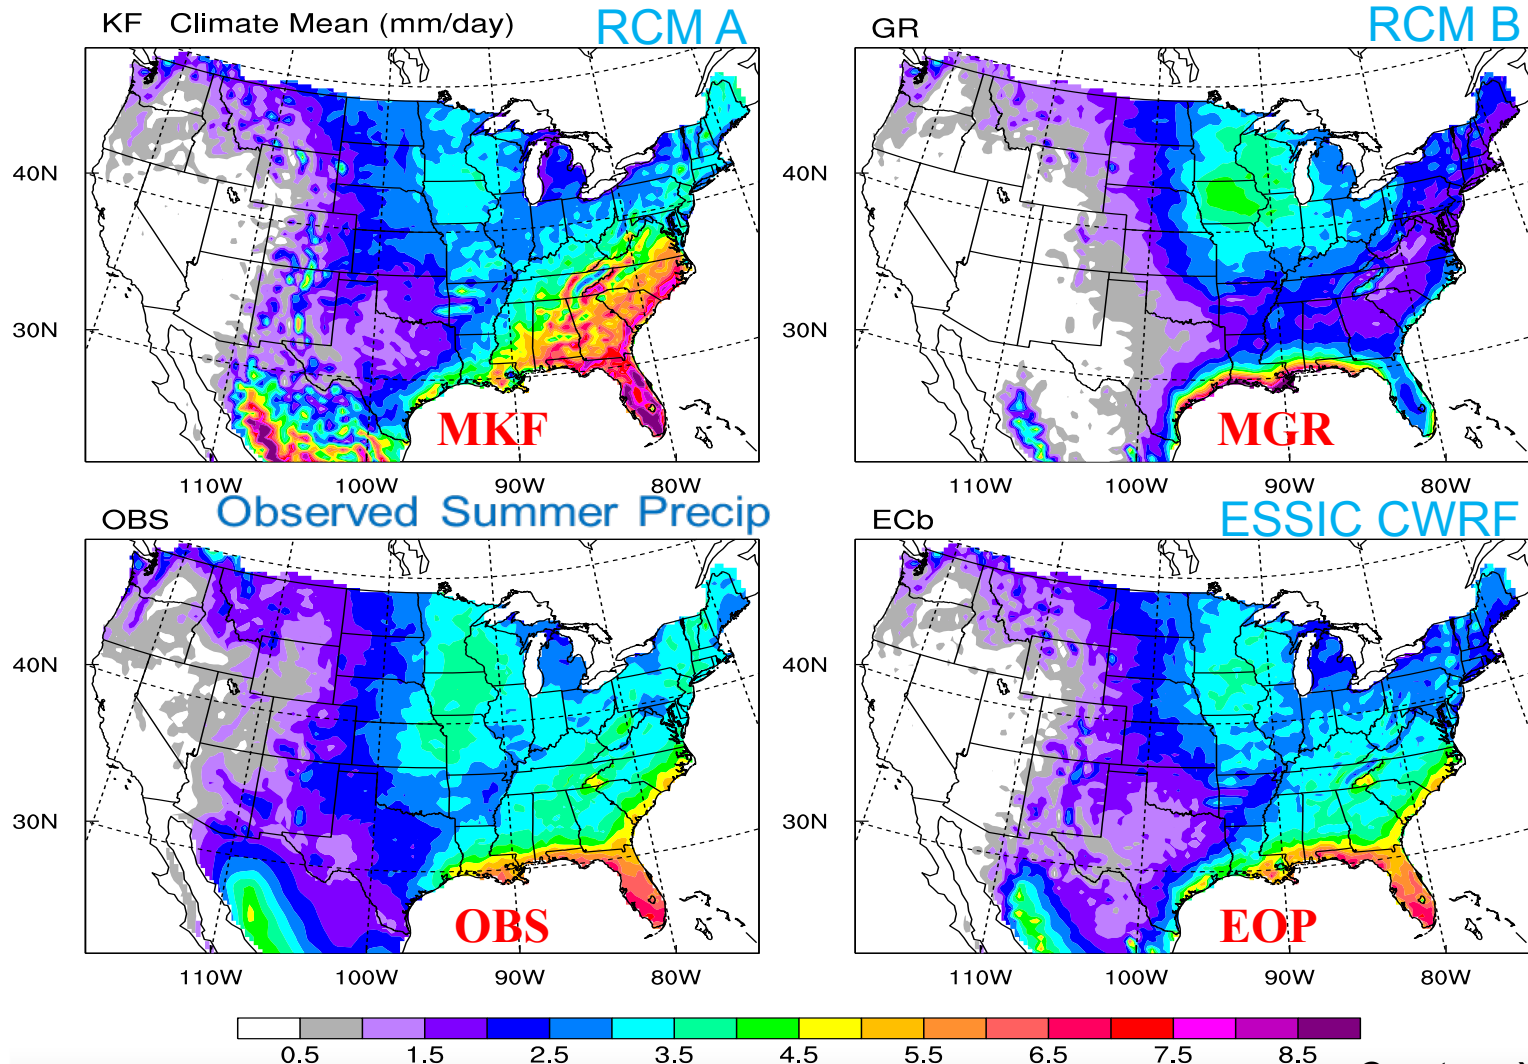 KF Climate Mean (mm/day) RCM A
GR RCM B
40N
30N
MKF
110W 100W 90W 80W
40N
30N
MGR
110W 100W 90W 80W
OBS Observed Summer Precip
ECb ESSIC CWRF
40N
30N
OBS
110W 100W 90W 80W
40N
30N
EOP
110W 100W 90W 80W
0.5 1.5 2.5 3.5 4.5 5.5 6.5 7.5 8.5